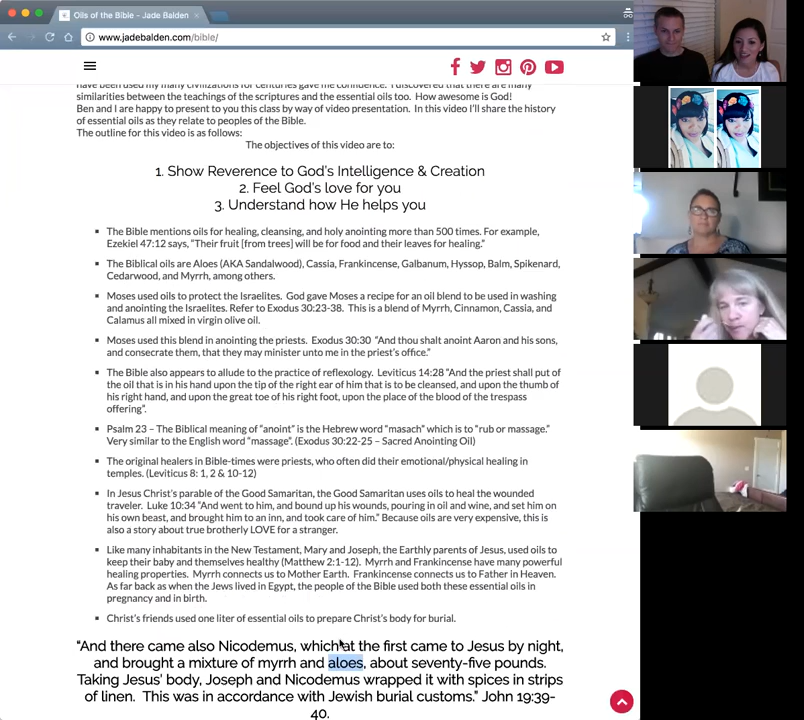 Oils of the Bible - Jade Balden
www.jadebalden.com/bible/
have been used my many civilizations for centuries gave me confidence. I discovered that there are many
similarities between the teachings of the scriptures and the essential oils too. How awesome is God!
Ben and I are happy to present to you this class by way of video presentation. In this video I'll share the history
of essential oils as they relate to peoples of the Bible.
The outline for this video is as follows:
The objectives of this video are to:
1. Show Reverence to God's Intelligence & Creation
2. Feel God's love for you
3. Understand how He helps you
▪ The Bible mentions oils for healing, cleansing, and holy anointing more than 500 times. For example,
Ezekiel 47:12 says, "Their fruit [from trees] will be for food and their leaves for healing."
▪ The Biblical oils are Aloes (AKA Sandalwood), Cassia, Frankincense, Galbanum, Hyssop, Balm, Spikenard,
Cedarwood, and Myrrh, among others.
▪ Moses used oils to protect the Israelites. God gave Moses a recipe for an oil blend to be used in washing
and anointing the Israelites. Refer to Exodus 30:23-38. This is a blend of Myrrh, Cinnamon, Cassia, and
Calamus all mixed in virgin olive oil.
▪ Moses used this blend in anointing the priests. Exodus 30:30 "And thou shalt anoint Aaron and his sons,
and consecrate them, that they may minister unto me in the priest's office."
▪ The Bible also appears to allude to the practice of reflexology. Leviticus 14:28 "And the priest shall put of
the oil that is in his hand upon the tip of the right ear of him that is to be cleansed, and upon the thumb of
his right hand, and upon the great toe of his right foot, upon the place of the blood of the trespass
offering".
▪ Psalm 23 – The Biblical meaning of "anoint" is the Hebrew word "masach" which is to "rub or massage."
Very similar to the English word "massage". (Exodus 30:22-25 – Sacred Anointing Oil)
▪ The original healers in Bible-times were priests, who often did their emotional/physical healing in
temples. (Leviticus 8: 1, 2 & 10-12)
▪ In Jesus Christ's parable of the Good Samaritan, the Good Samaritan uses oils to heal the wounded
traveler. Luke 10:34 "And went to him, and bound up his wounds, pouring in oil and wine, and set him on
his own beast, and brought him to an inn, and took care of him." Because oils are very expensive, this is
also a story about true brotherly LOVE for a stranger.
▪ Like many inhabitants in the New Testament, Mary and Joseph, the Earthly parents of Jesus, used oils to
keep their baby and themselves healthy (Matthew 2:1-12). Myrrh and Frankincense have many powerful
healing properties. Myrrh connects us to Mother Earth. Frankincense connects us to Father in Heaven.
As far back as when the Jews lived in Egypt, the people of the Bible used both these essential oils in
pregnancy and in birth.
▪ Christ's friends used one liter of essential oils to prepare Christ's body for burial.
"And there came also Nicodemus, which at the first came to Jesus by night,
and brought a mixture of myrrh and aloes, about seventy-five pounds.
Taking Jesus' body, Joseph and Nicodemus wrapped it with spices in strips
of linen. This was in accordance with Jewish burial customs." John 19:39-
40.